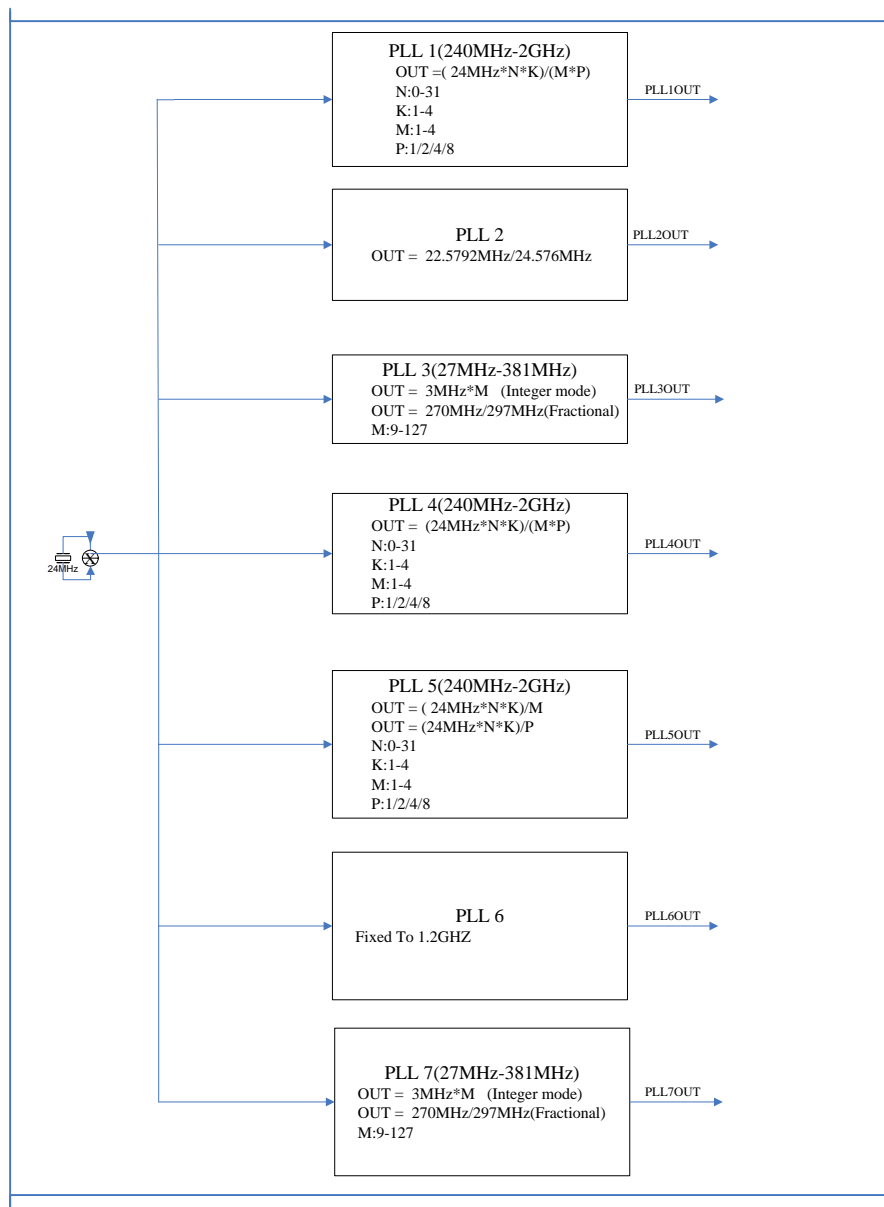 PLL 1(240MHz-2GHz)
OUT =( 24MHz*N*K)/(M*P)
N:0-31
K:1-4
M:1-4
P:1/2/4/8
PLL1OUT
PLL 2
OUT = 22.5792MHz/24.576MHz
PLL2OUT
PLL 3(27MHz-381MHz)
OUT = 3MHz*M (Integer mode)
OUT = 270MHz/297MHz(Fractional)
M:9-127
PLL3OUT
24MHz
PLL 4(240MHz-2GHz)
OUT = (24MHz*N*K)/(M*P)
N:0-31
K:1-4
M:1-4
P:1/2/4/8
PLL4OUT
PLL 5(240MHz-2GHz)
OUT = ( 24MHz*N*K)/M
OUT = (24MHz*N*K)/P
N:0-31
K:1-4
M:1-4
P:1/2/4/8
PLL5OUT
PLL 6
Fixed To 1.2GHZ
PLL6OUT
PLL 7(27MHz-381MHz)
OUT = 3MHz*M (Integer mode)
OUT = 270MHz/297MHz(Fractional)
M:9-127
PLL7OUT